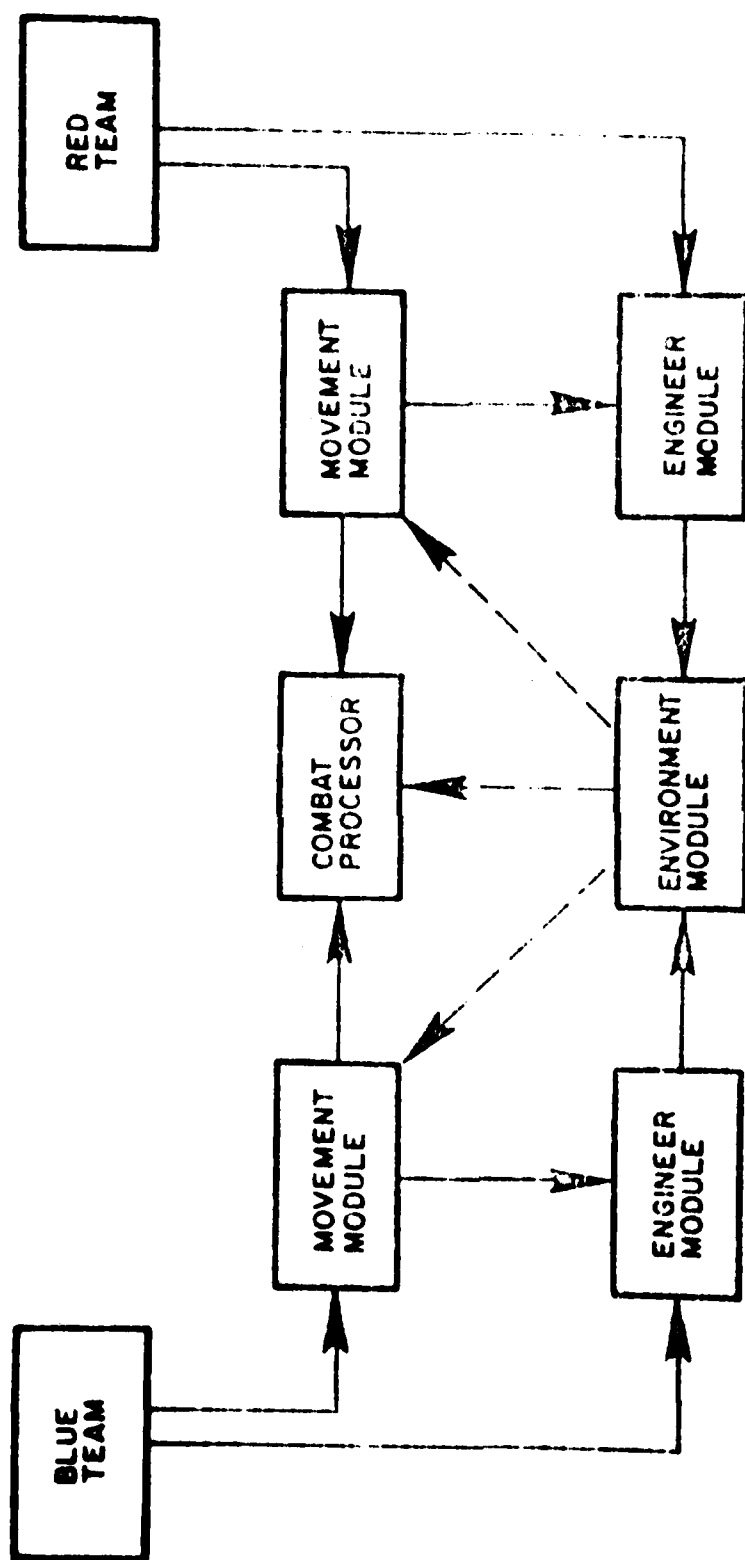 BLUE
TEAM
RED
TEAM
MOVEMENT
MODULE
COMBAT
PROCESSOR
MOVEMENT
MODULE
ENGINEER
MODULE
ENVIRONMENT
MODULE
ENGINEER
MODULE